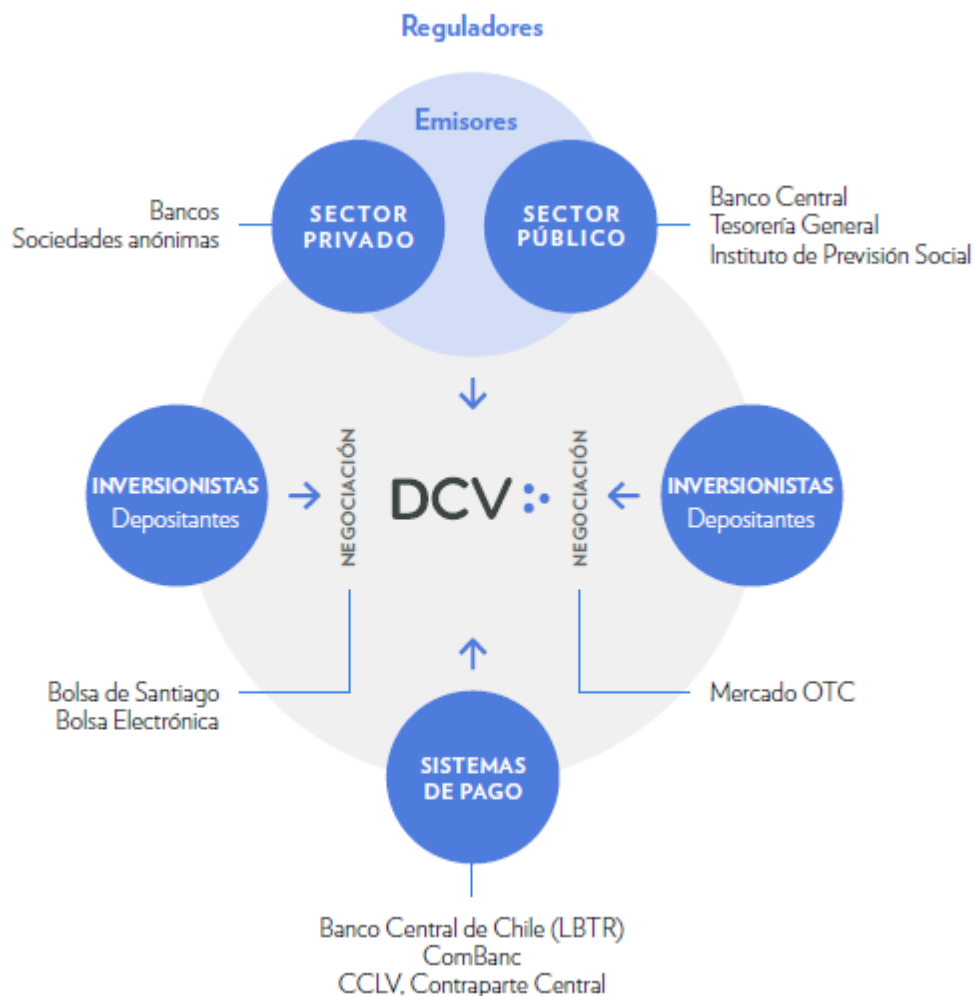 Reguladores
Emisores
SECTOR
PRIVADO
SECTOR
PÚBLICO
Bancos
Sociedades anónimas
Banco Central
Tesorería General
Instituto de Previsión Social
INVERSIONISTAS
Depositantes
NEGOCIACIÓN
DCV
NEGOCIACIÓN
INVERSIONISTAS
Depositantes
Bolsa de Santiago
Bolsa Electrónica
Mercado OTC
SISTEMAS
DE PAGO
Banco Central de Chile (LBTR)
ComBanc
CCLV, Contraparte Central